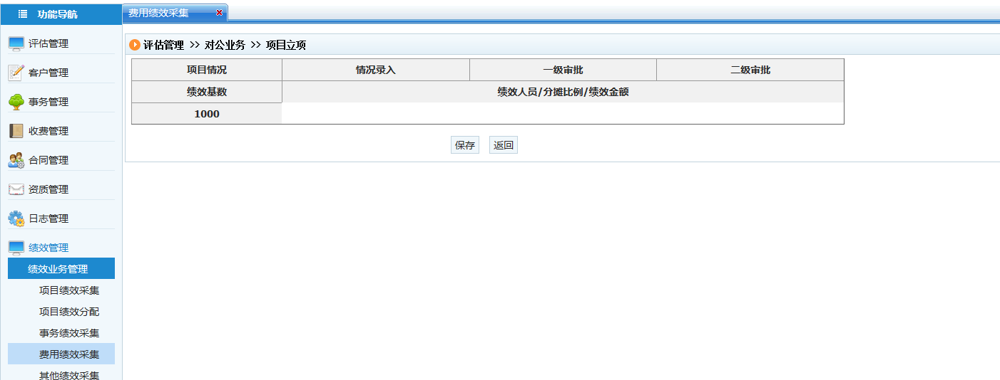 功能导航
费用绩效采集
评估管理
客户管理
事务管理
收费管理
合同管理
资质管理
日志管理
绩效管理
绩效业务管理
项目绩效采集
项目绩效分配
事务绩效采集
费用绩效采集
其他绩效采集
评估管理 >> 对公业务 >> 项目立项
项目情况 情况录入 一级审批 二级审批
绩效基数 绩效人员/分摊比例/绩效金额
1000
保存 返回